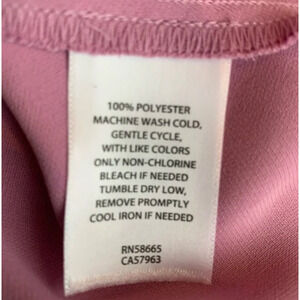 100% POLYESTER
MACHINE WASH COLD,
GENTLE CYCLE,
WITH LIKE COLORS
ONLY NON-CHLORINE
BLEACH IF NEEDED
TUMBLE DRY LOW,
REMOVE PROMPTLY
COOL IRON IF NEEDED
RN58665
CA57963